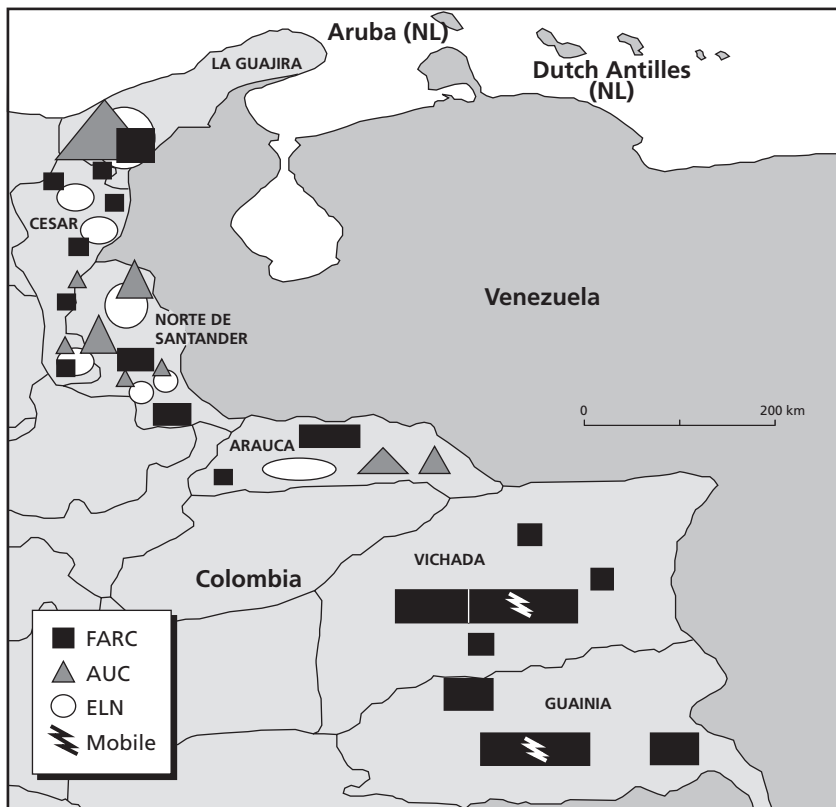 Aruba (NL)
LA GUAJIRA
Dutch Antilles
(NL)
CESAR
Venezuela
NORTE DE
SANTANDER
0 200 km
ARAUCA
VICHADA
Colombia
FARC
AUC
ELN
Mobile
GUAINIA